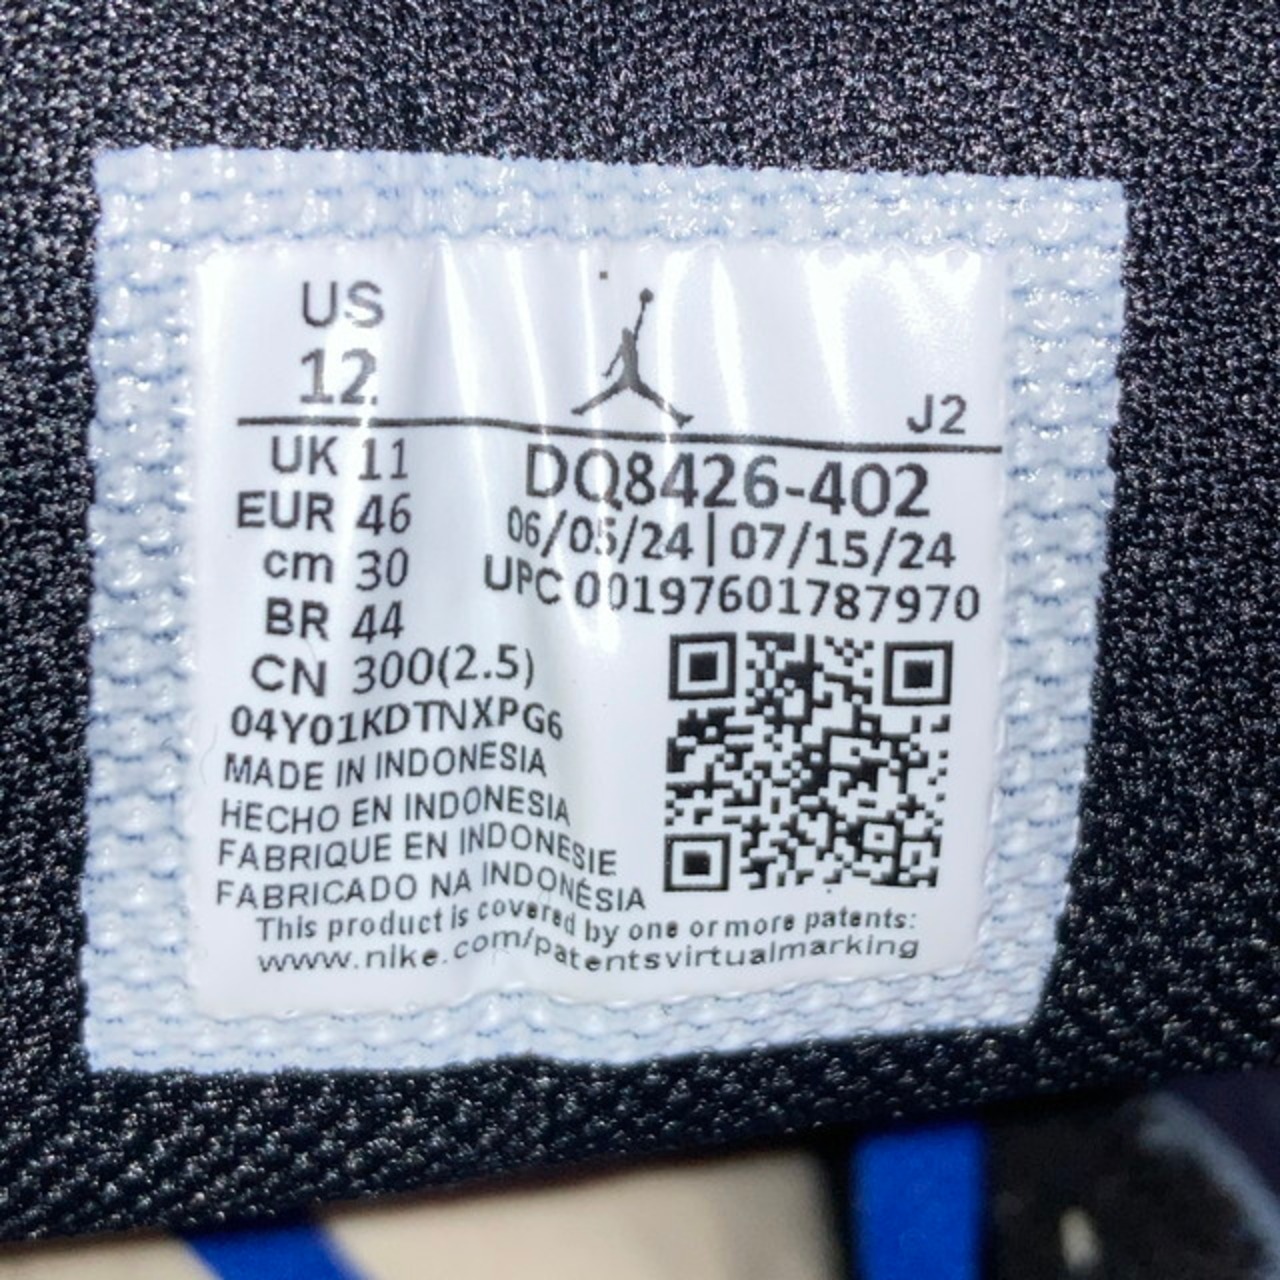 US
12
J2
UK 11
EUR 46
cm 30
BR 44
CN 300(2.5)
DQ8426-402
06/05/24 | 07/15/24
UPC 00197601787970
04Y01KDTNXPG6
MADE IN INDONESIA
HECHO EN INDONESIA
FABRIQUE EN INDONESIE
FABRICADO NA INDONÉSIA
This product is covered by one or more patents:
www.nike.com/patentsvirtualmarking